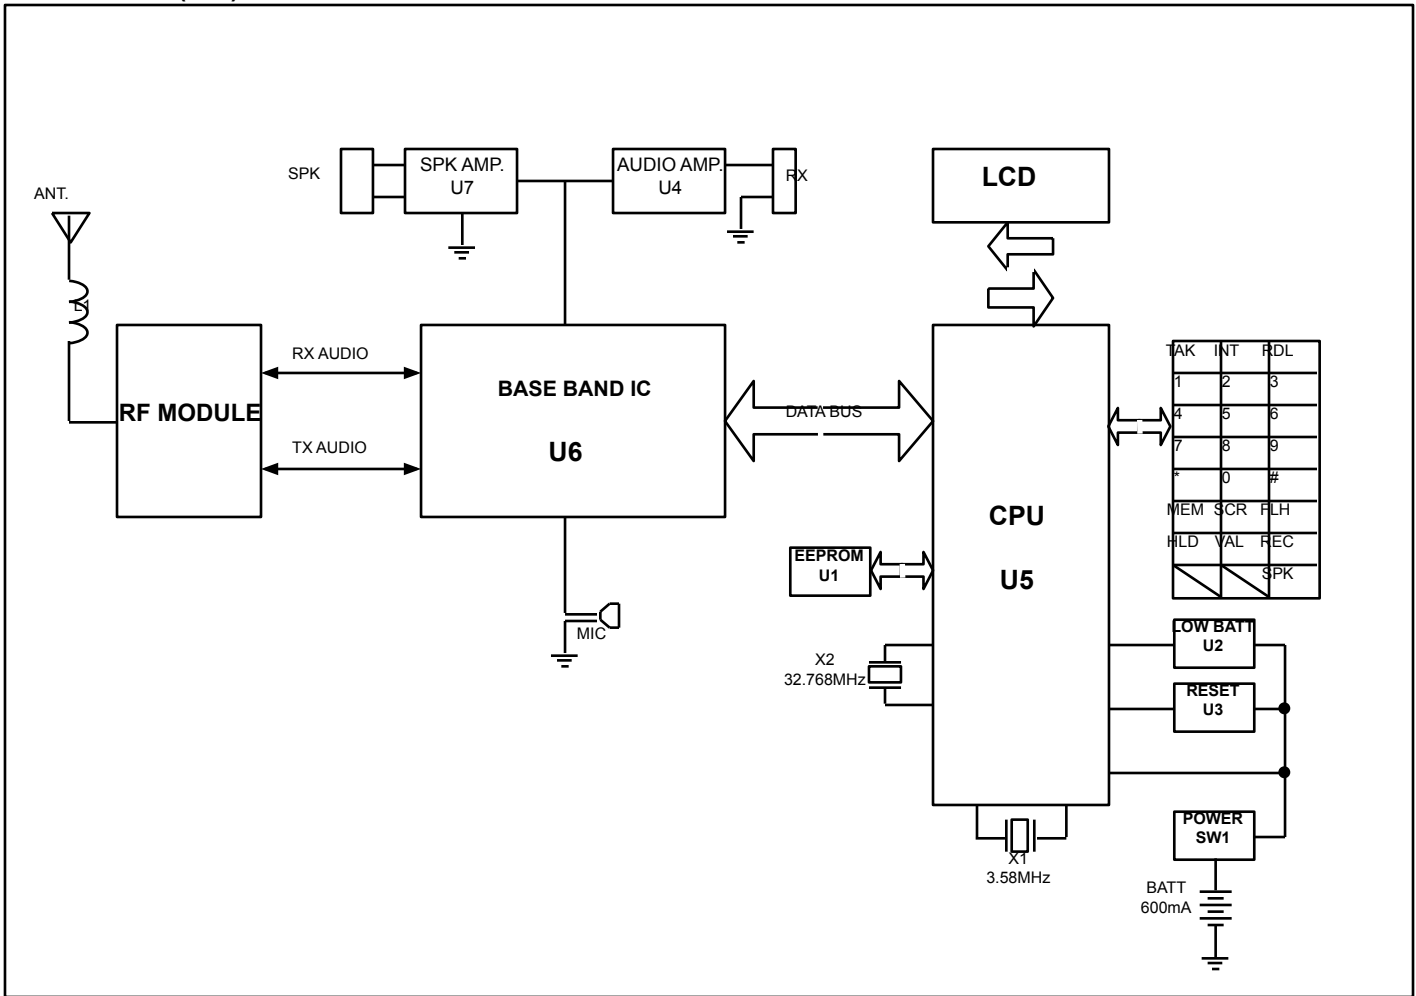 SPK
SPK AMP.
U7
AUDIO AMP.
U4
RX
LCD
ANT.
L1
RF MODULE
RX AUDIO
TX AUDIO
BASE BAND IC
U6
DATA BUS
CPU
U5
TAK INT RDL
1 2 3
4 5 6
7 8 9
* 0 #
MEM SCR FLH
HLD VAL REC
SPK
EEPROM
U1
MIC
X2
32.768MHz
LOW BATT
U2
RESET
U3
POWER
SW1
X1
3.58MHz
BATT
600mA